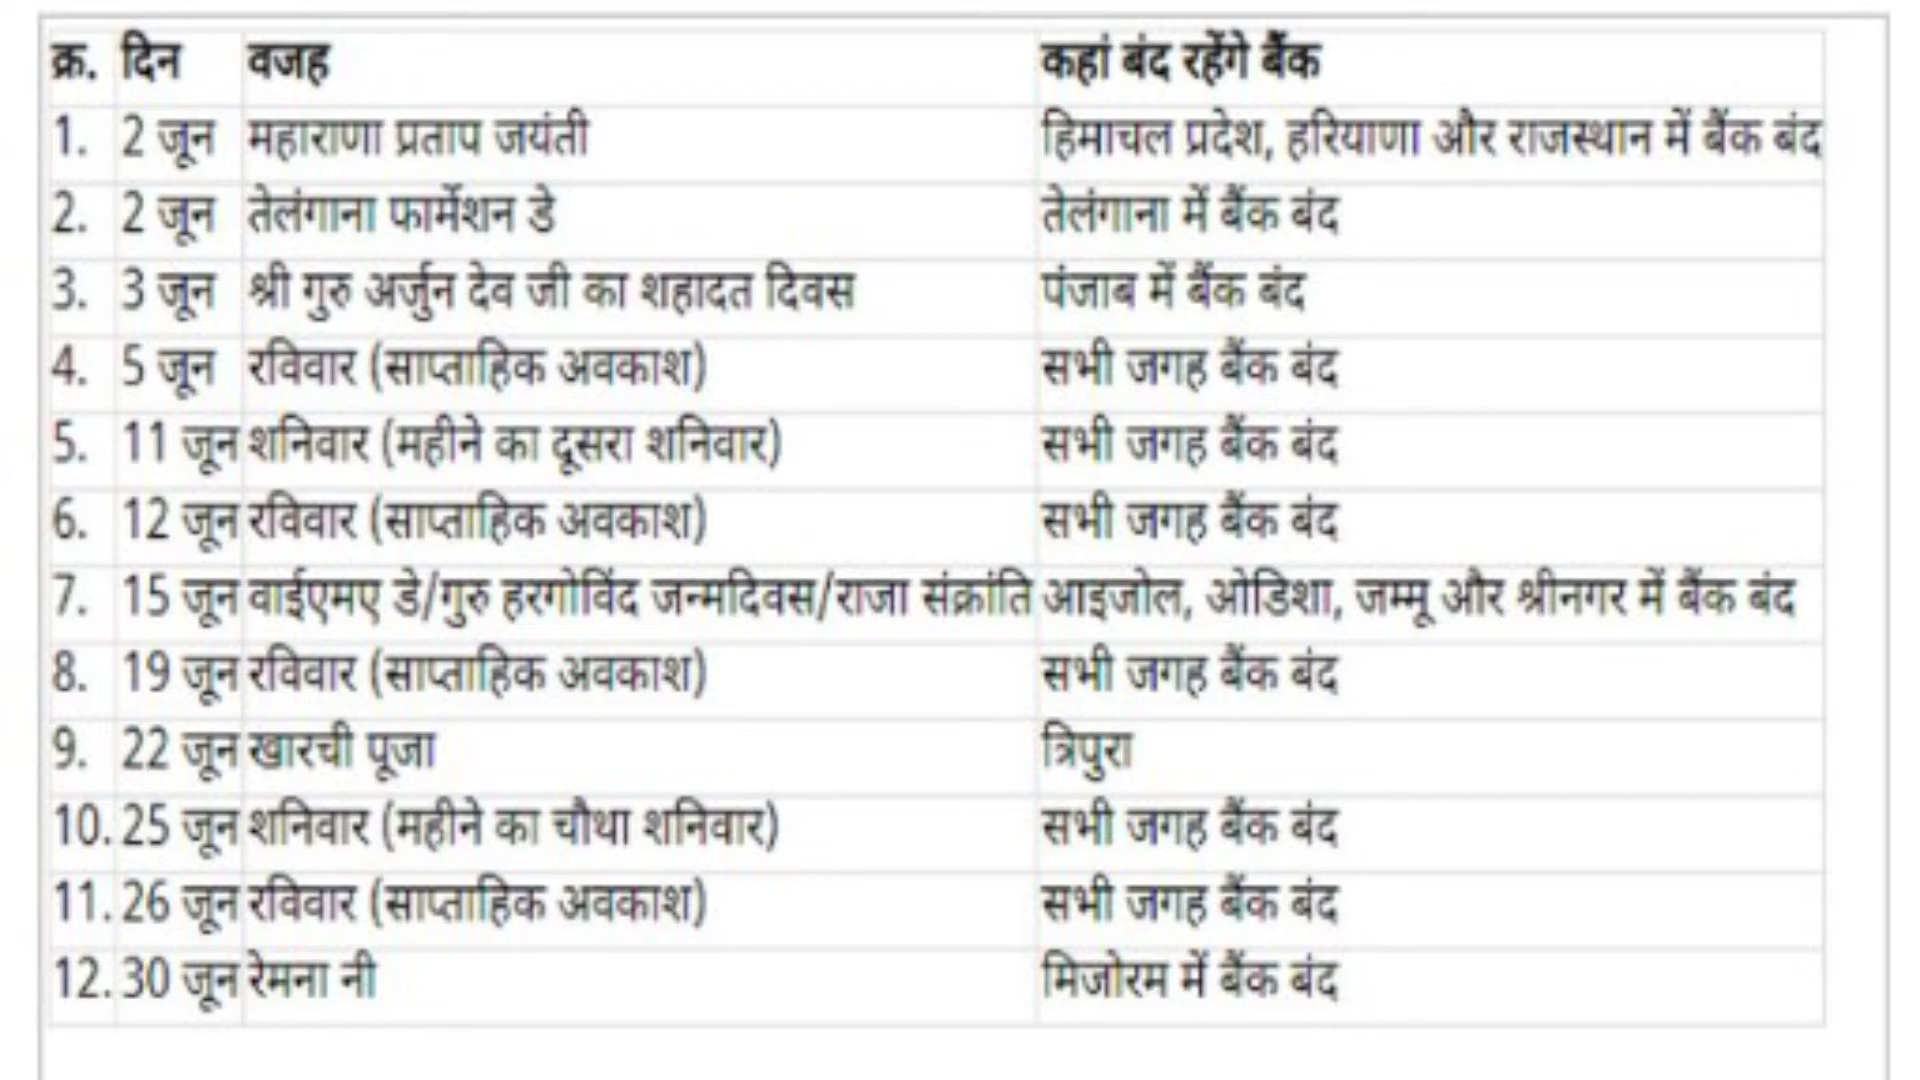 क्र. दिन वजह कहां बंद रहेंगे बैंक
1. 2 जून महाराणा प्रताप जयंती हिमाचल प्रदेश, हरियाणा और राजस्थान में बैंक बंद
2. 2 जून तेलंगाना फार्मेशन डे तेलंगाना में बैंक बंद
3. 3 जून श्री गुरु अर्जुन देव जी का शहादत दिवस पंजाब में बैंक बंद
4. 5 जून रविवार (साप्ताहिक अवकाश) सभी जगह बैंक बंद
5. 11 जून शनिवार (महीने का दूसरा शनिवार) सभी जगह बैंक बंद
6. 12 जून रविवार (साप्ताहिक अवकाश) सभी जगह बैंक बंद
7. 15 जून वाईएमए डे/गुरु हरगोविंद जन्मदिवस/राजा संक्रांति आइजोल, ओडिशा, जम्मू और श्रीनगर में बैंक बंद
8. 19 जून रविवार (साप्ताहिक अवकाश) सभी जगह बैंक बंद
9. 22 जून खारची पूजा त्रिपुरा
10. 25 जून शनिवार (महीने का चौथा शनिवार) सभी जगह बैंक बंद
11. 26 जून रविवार (साप्ताहिक अवकाश) सभी जगह बैंक बंद
12. 30 जून रेमना नी मिजोरम में बैंक बंद